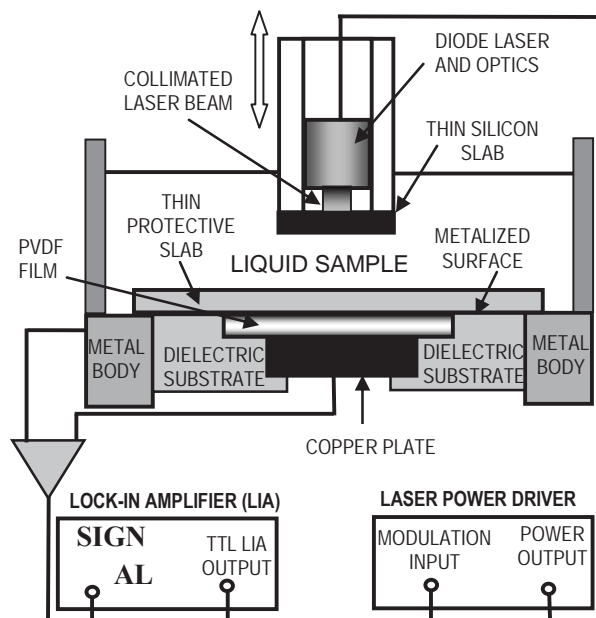 DIODE LASER
AND OPTICS
COLLIMATED
LASER BEAM
THIN SILICON
SLAB
THIN
PROTECTIVE
SLAB
METALIZED
SURFACE
PVDF
FILM
LIQUID SAMPLE
METAL
BODY
DIELECTRIC
SUBSTRATE
DIELECTRIC
SUBSTRATE
METAL
BODY
COPPER PLATE
LOCK-IN AMPLIFIER (LIA)
SIGN
AL
TTL LIA
OUTPUT
LASER POWER DRIVER
MODULATION
INPUT
POWER
OUTPUT